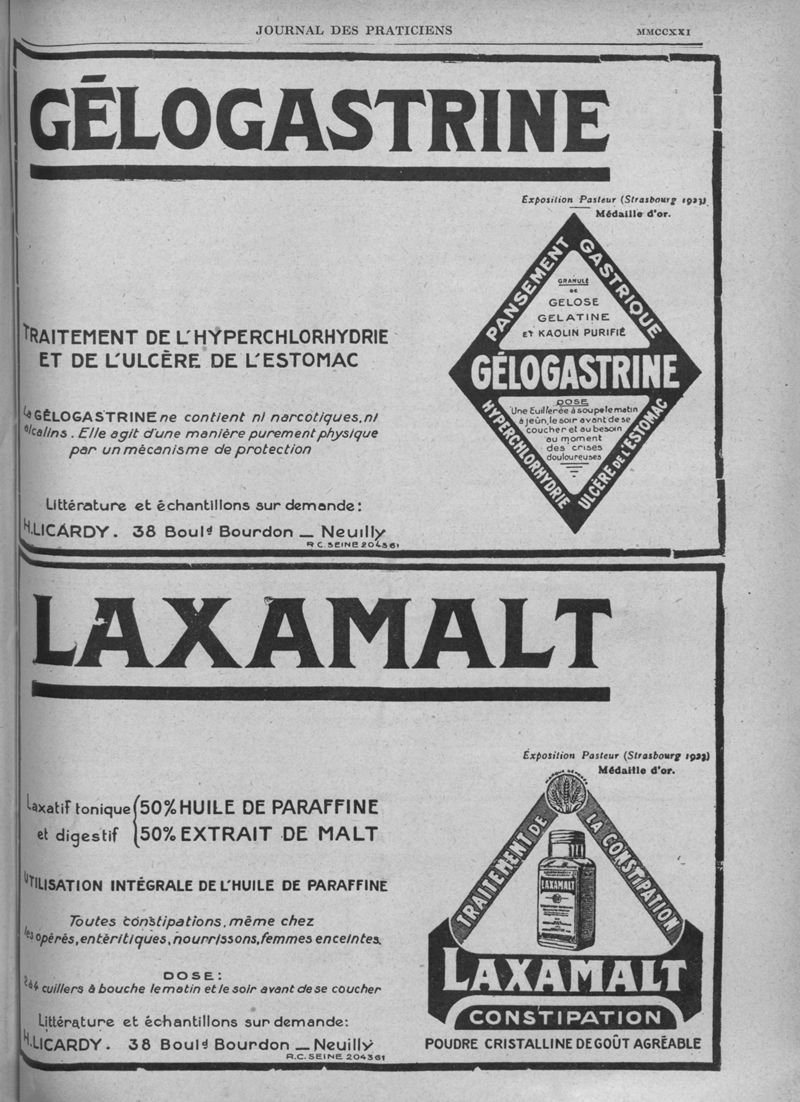 JOURNAL DES PRATICIENS
MMCCXXI
GÉLOGASTRINE
Exposition Pasteur (Strasbourg 1923)
Médaille d'or.
PANSEMENT GASTRIQUE
GRANULÉ
DE
GELOSE
GELATINE
ET KAOLIN PURIFIÉ
GÉLOGASTRINE
DOSE
Une Cuillerée à soupe le matin
à jeun, le soir avant de se
coucher et au besoin
au moment
des crises
douloureuses
HYPERCHLORHYDRIE
ULCÈRE DE L'ESTOMAC
TRAITEMENT DE L'HYPERCHLORHYDRIE
ET DE L'ULCÈRE DE L'ESTOMAC
La GÉLOGASTRINE ne contient ni narcotiques, ni
alcalins. Elle agit d'une manière purement physique
par un mécanisme de protection
Littérature et échantillons sur demande:
H. LICARDY. 38 Boulᵈ Bourdon _ Neuilly
R.C. SEINE 204361
LAXAMALT
Exposition Pasteur (Strasbourg 1923)
Médaille d'or.
Laxatif tonique 50% HUILE DE PARAFFINE
et digestif 50% EXTRAIT DE MALT
UTILISATION INTÉGRALE DE L'HUILE DE PARAFFINE
Toutes constipations, même chez
les opérés, entéritiques, nourrissons, femmes enceintes.
DOSE:
2 à 4 cuillers à bouche le matin et le soir avant de se coucher
Littérature et échantillons sur demande:
H. LICARDY. 38 Boulᵈ Bourdon _ Neuilly
R.C. SEINE 204361
TRAITEMENT DE LA CONSTIPATION
LAXAMALT
LAXAMALT
CONSTIPATION
POUDRE CRISTALLINE DE GOÛT AGRÉABLE